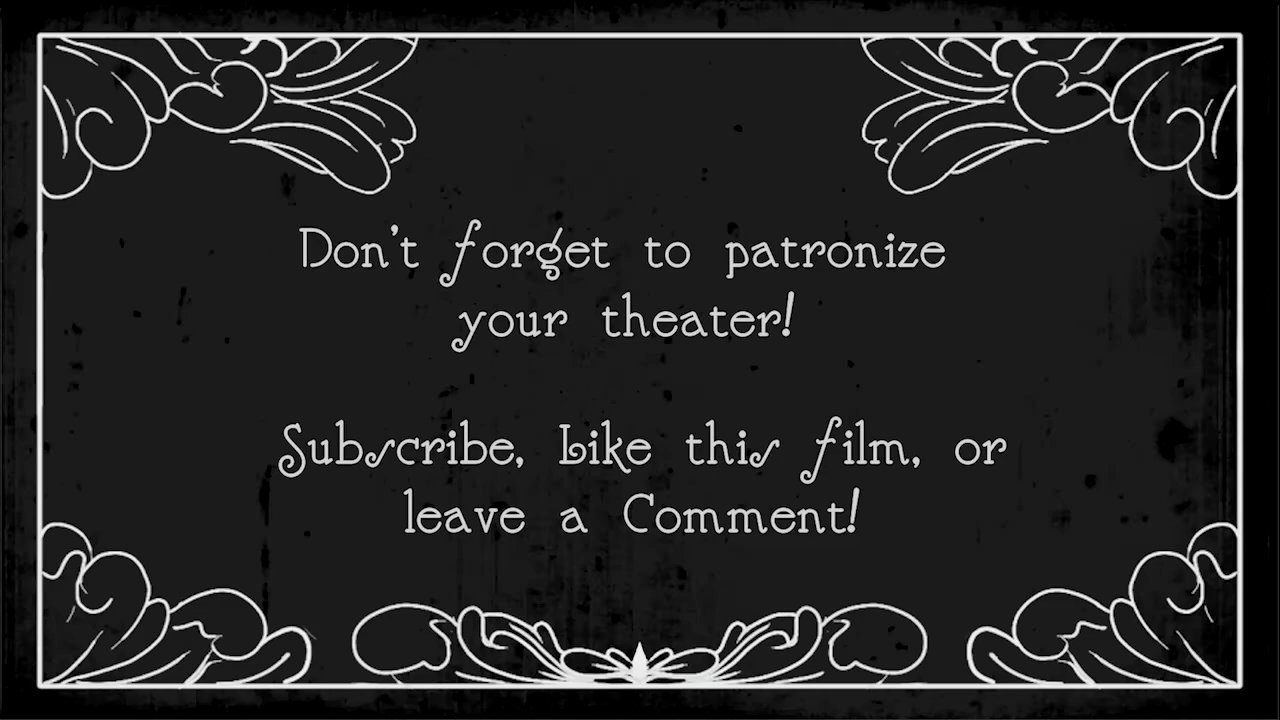 Don't forget to patronize
your theater!
Subscribe, Like this film, or
leave a Comment!